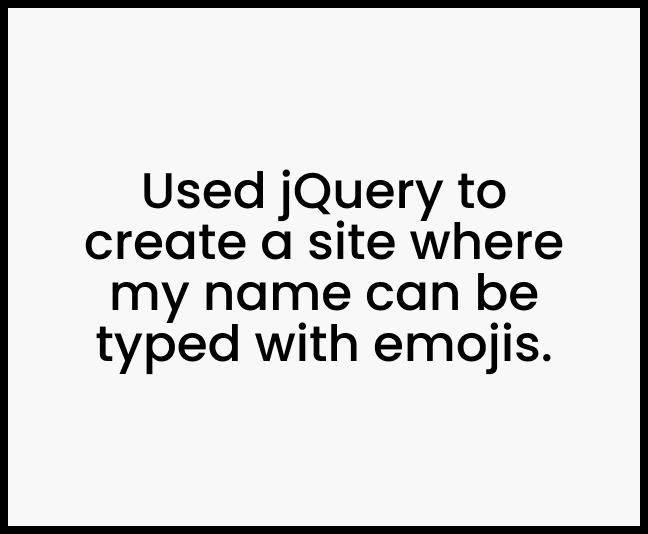 Used jQuery to
create a site where
my name can be
typed with emojis.